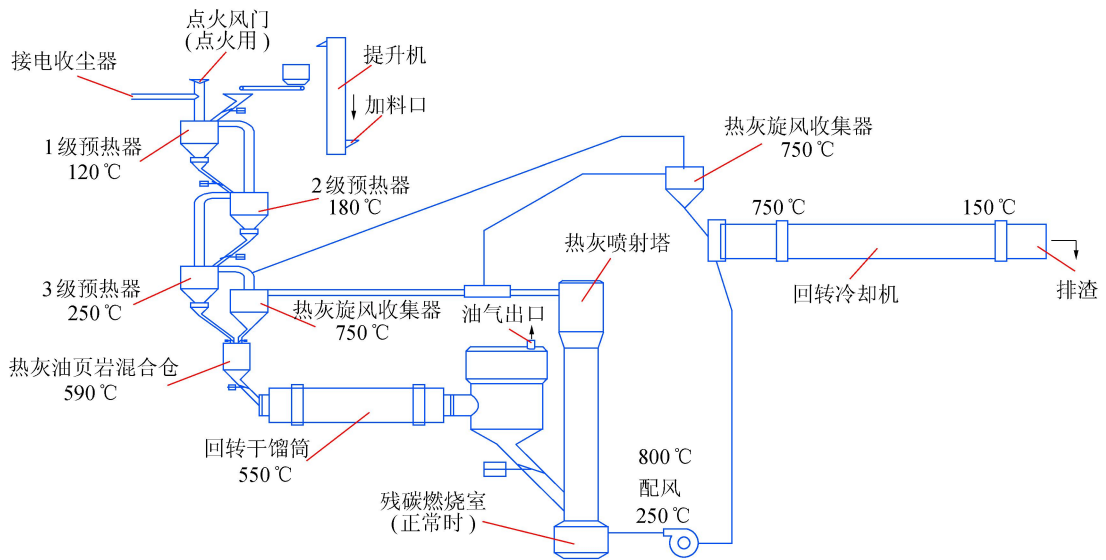 点火风门
(点火用)
接电收尘器
提升机
加料口
1级预热器
120℃
热灰旋风收集器
750℃
2级预热器
180℃
750℃
150℃
热灰喷射塔
3级预热器
250℃
回转冷却机
排渣
热灰旋风收集器
750℃
油气出口
热灰油页岩混合仓
590℃
回转干馏筒
550℃
800℃
配风
250℃
残碳燃烧室
(正常时)